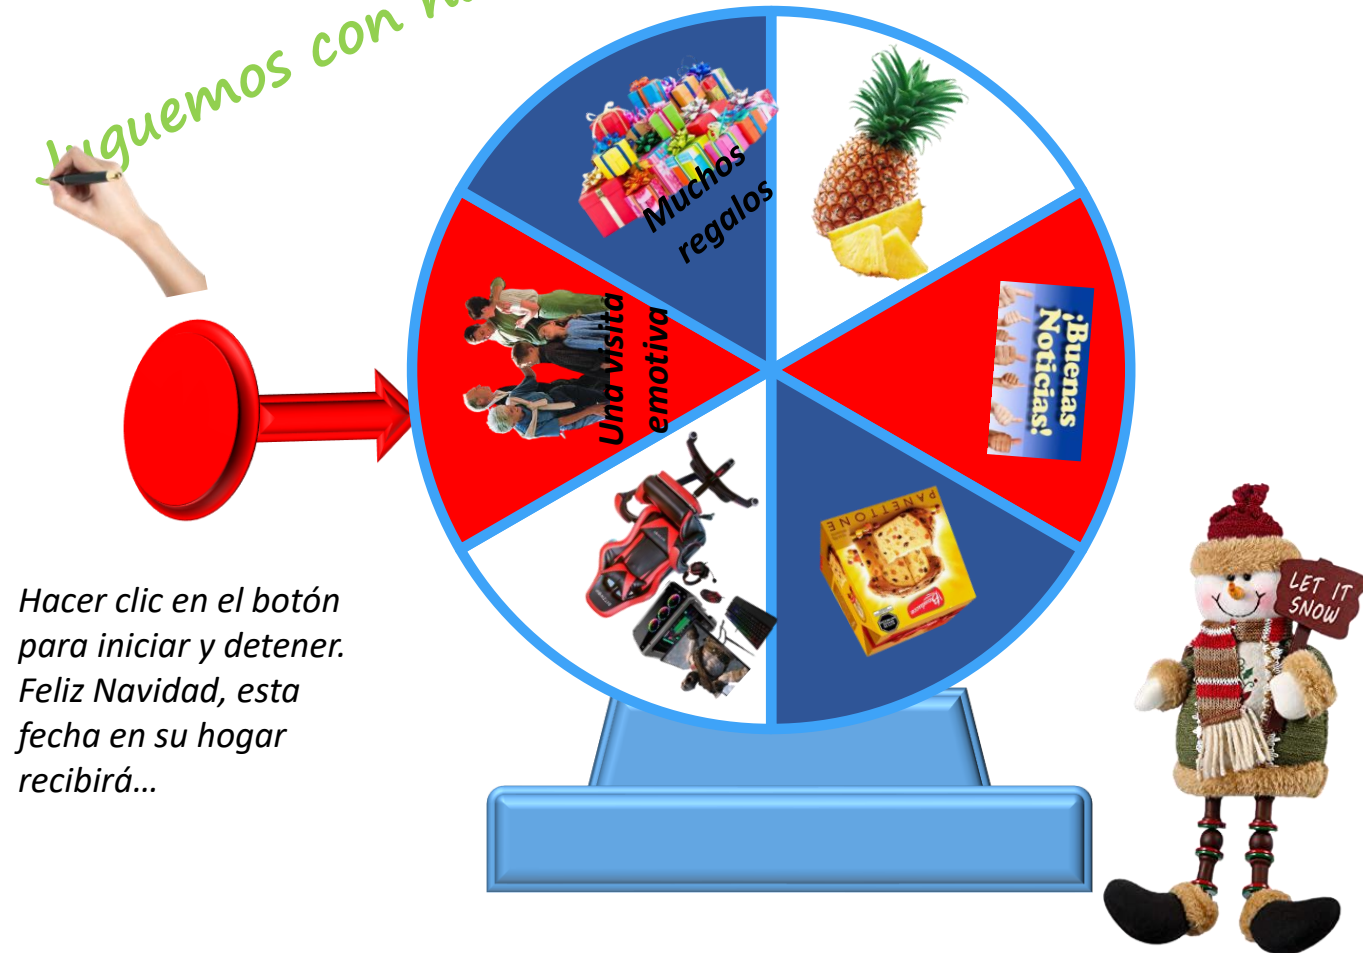 Juguemos con
Muchos
regalos
Una visita
emotiva
¡Buenas
Noticias!
PANETTONE
Bauducco
Hacer clic en el botón
para iniciar y detener.
Feliz Navidad, esta
fecha en su hogar
recibirá...
LET IT
SNOW